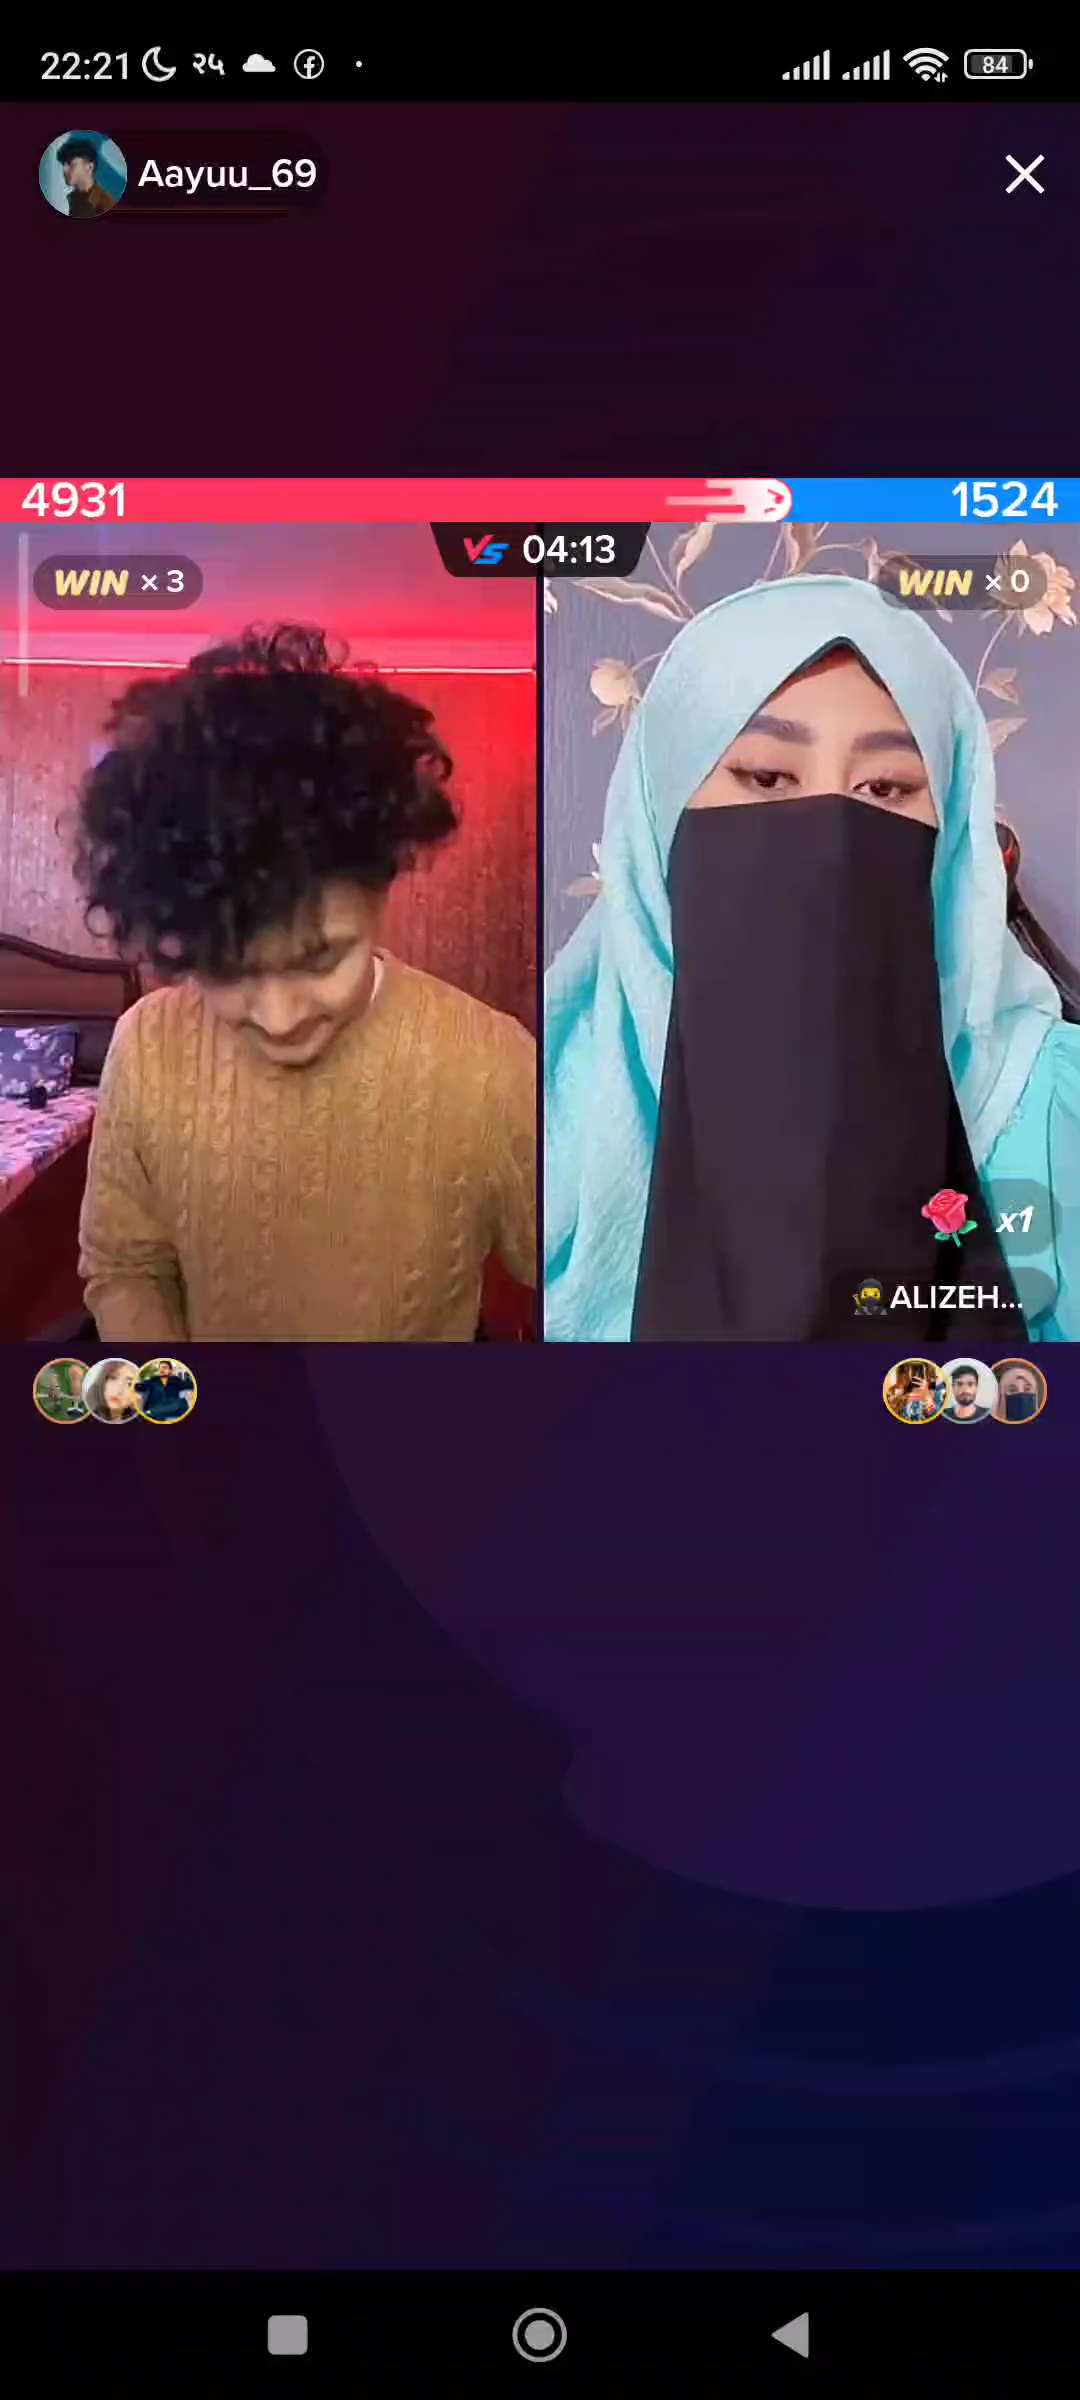 22:21 २५
84
Aayuu_69
4931 1524
VS 04:13
WIN × 3
WIN × 0
x1
ALIZEH...